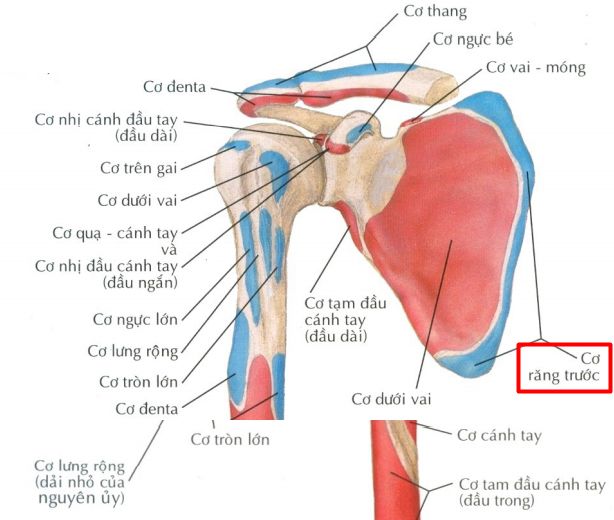 Cơ thang
Cơ ngực bé
Cơ vai - móng
Cơ đenta
Cơ nhị cánh đầu tay
(đầu dài)
Cơ trên gai
Cơ dưới vai
Cơ quạ - cánh tay
và
Cơ nhị đầu cánh tay
(đầu ngắn)
Cơ ngực lớn
Cơ lưng rộng
Cơ tròn lớn
Cơ đenta
Cơ tròn lớn
Cơ lưng rộng
(dải nhỏ của
nguyên ủy)
Cơ tạm đầu
cánh tay
(đầu dài)
Cơ dưới vai
Cơ
răng trước
Cơ cánh tay
Cơ tam đầu cánh tay
(đầu trong)